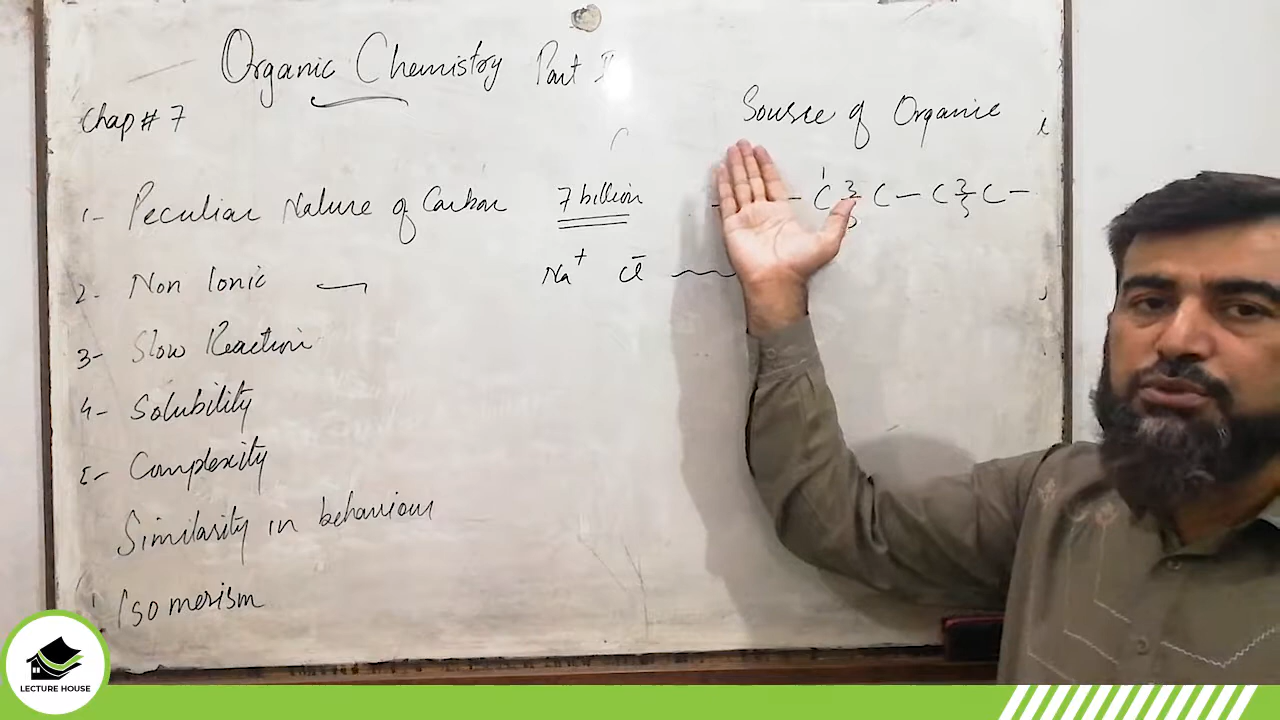 Organic Chemistry Part I
Chap # 7
Source of Organic
1- Peculiar Nature of Carbon 7 billion
- C C - C C -
2- Non Ionic Na+ Cl-
3- Slow Reaction
4- Solubility
5- Complexity
Similarity in behaviour
Isomerism
LECTURE HOUSE